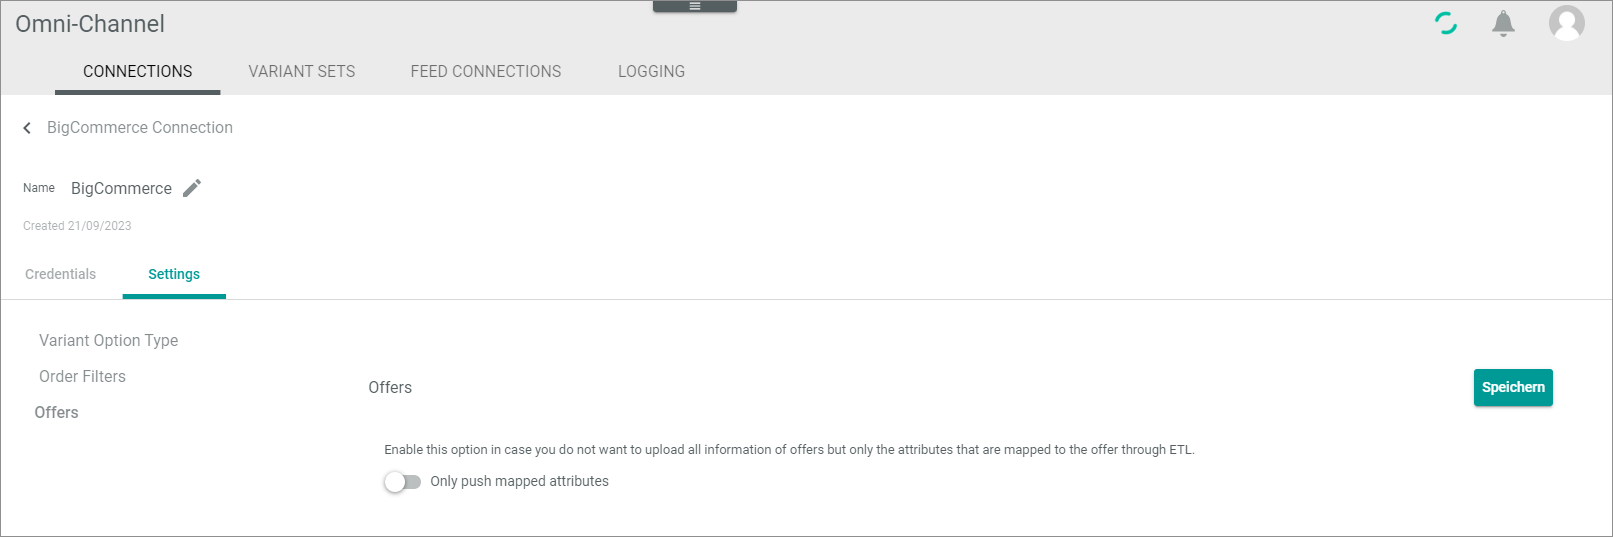 Omni-Channel
CONNECTIONS VARIANT SETS FEED CONNECTIONS LOGGING
BigCommerce Connection
Name BigCommerce
Created 21/09/2023
Credentials Settings
Variant Option Type
Order Filters
Offers
Offers Speichern
Enable this option in case you do not want to upload all information of offers but only the attributes that are mapped to the offer through ETL.
Only push mapped attributes